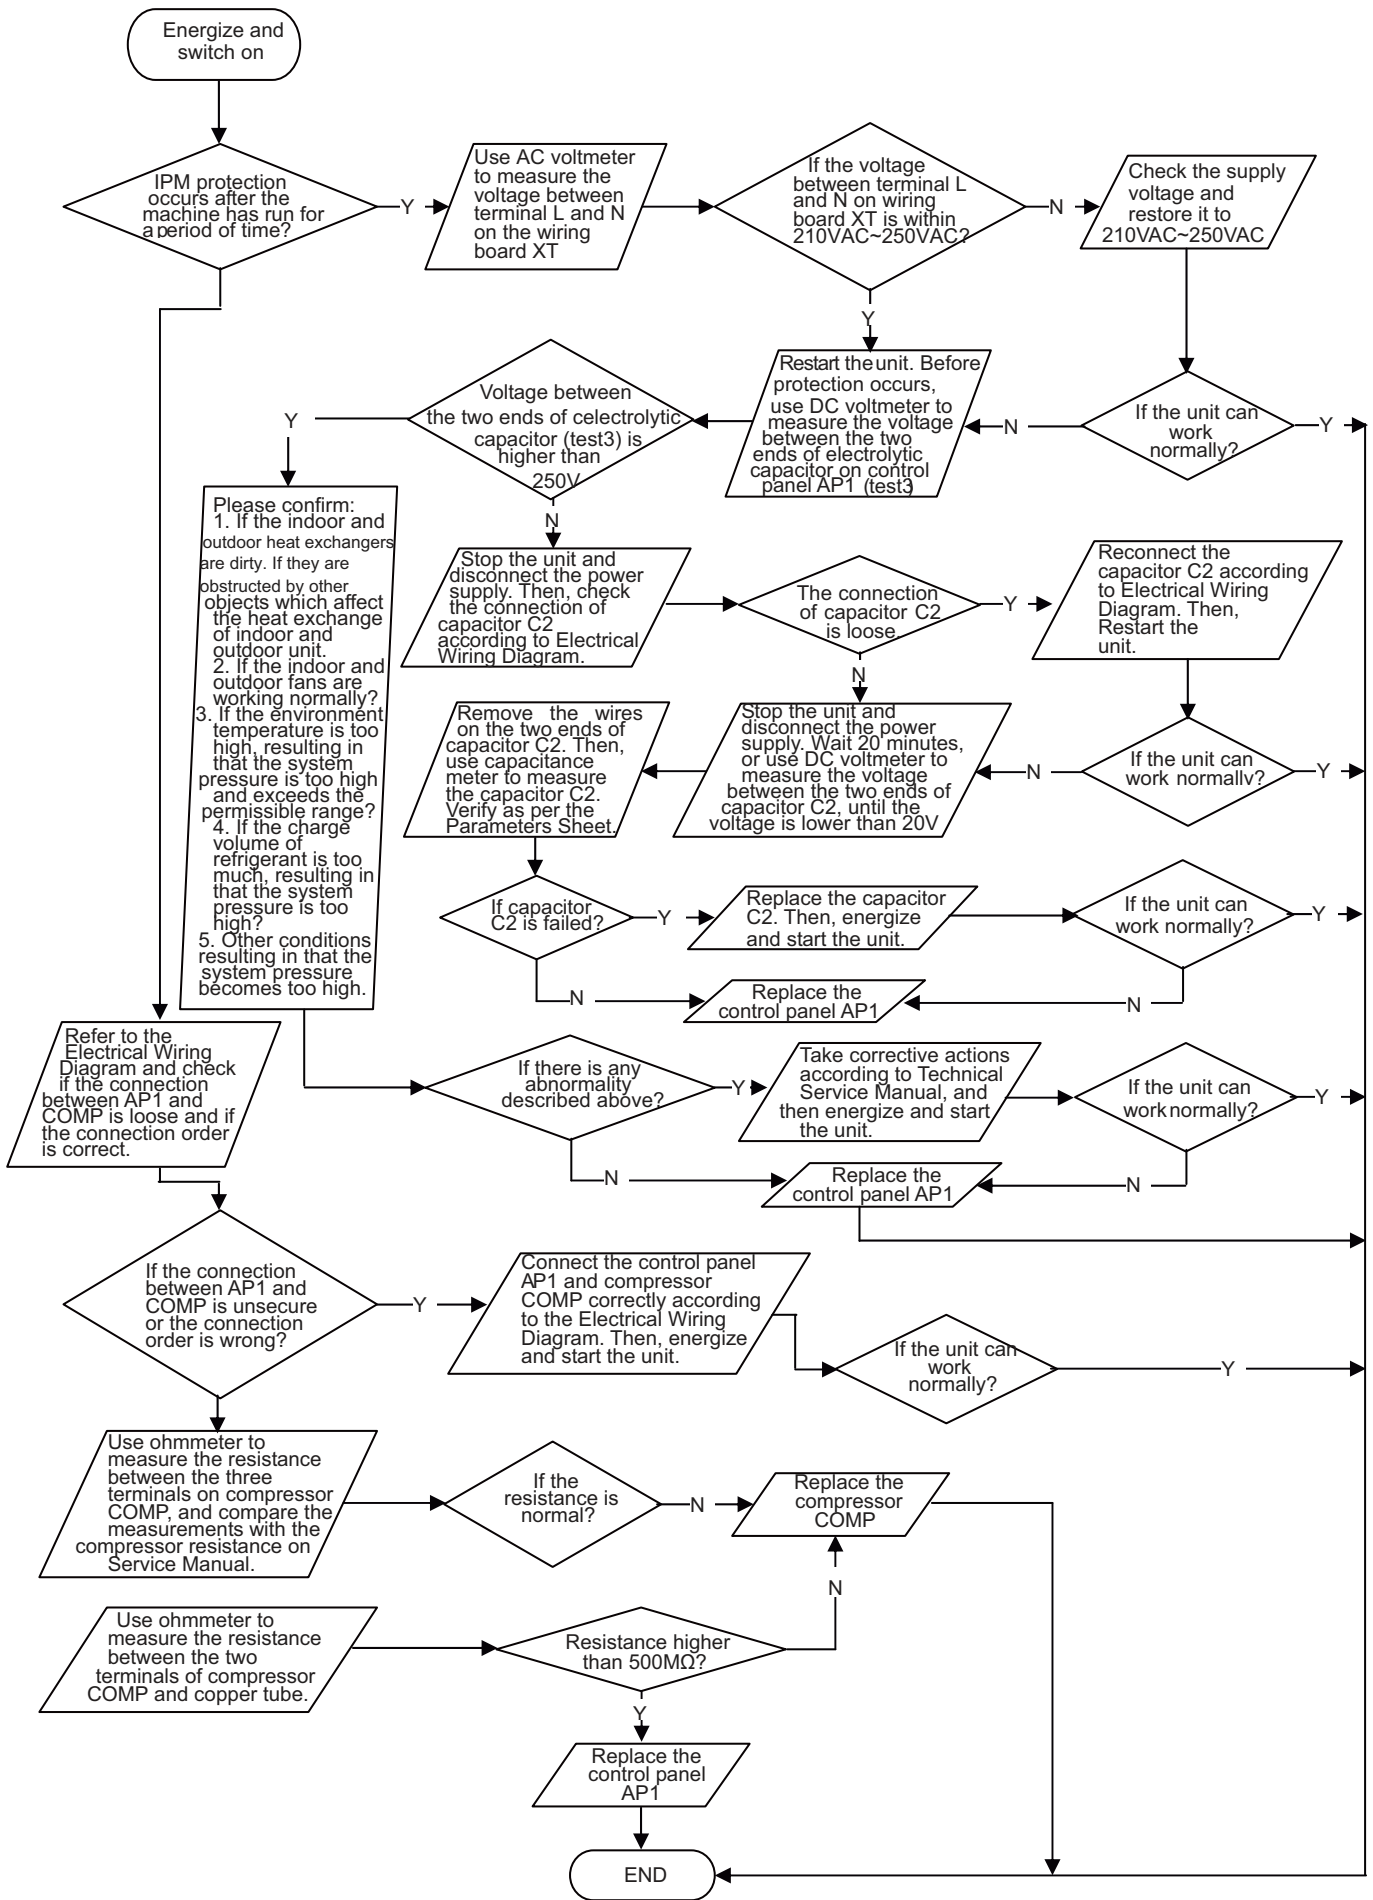 Energize and
switch on
IPM protection
occurs after the
machine has run for
a period of time?
Y
Use AC voltmeter
to measure the
voltage between
terminal L and N
on the wiring
board XT
If the voltage
between terminal L
and N on wiring
board XT is within
210VAC~250VAC?
N
Check the supply
voltage and
restore it to
210VAC~250VAC
Y
Restart the unit. Before
protection occurs,
use DC voltmeter to
measure the voltage
between the two
ends of electrolytic
capacitor on control
panel AP1 (test3)
N
If the unit can
work
normally?
Y
Voltage between
the two ends of celectrolytic
capacitor (test3) is
higher than
250V
Y
N
Please confirm:
1. If the indoor and
outdoor heat exchangers
are dirty. If they are
obstructed by other
objects which affect
the heat exchange
of indoor and
outdoor unit.
2. If the indoor and
outdoor fans are
working normally?
3. If the environment
temperature is too
high, resulting in
that the system
pressure is too high
and exceeds the
permissible range?
4. If the charge
volume of
refrigerant is too
much, resulting in
that the system
pressure is too
high?
5. Other conditions
resulting in that the
system pressure
becomes too high.
Stop the unit and
disconnect the power
supply. Then, check
the connection of
capacitor C2
according to Electrical
Wiring Diagram.
The connection
of capacitor C2
is loose.
Y
Reconnect the
capacitor C2 according
to Electrical Wiring
Diagram. Then,
Restart the
unit.
N
Remove the wires
on the two ends of
capacitor C2. Then,
use capacitance
meter to measure
the capacitor C2.
Verify as per the
Parameters Sheet.
Stop the unit and
disconnect the power
supply. Wait 20 minutes,
or use DC voltmeter to
measure the voltage
between the two ends of
capacitor C2, until the
voltage is lower than 20V
N
If the unit can
work normally?
Y
If capacitor
C2 is failed?
Y
Replace the capacitor
C2. Then, energize
and start the unit.
If the unit can
work normally?
Y
N
Replace the
control panel AP1
N
Refer to the
Electrical Wiring
Diagram and check
if the connection
between AP1 and
COMP is loose and if
the connection order
is correct.
If there is any
abnormality
described above?
Y
Take corrective actions
according to Technical
Service Manual, and
then energize and start
the unit.
If the unit can
work normally?
Y
N
Replace the
control panel AP1
N
If the connection
between AP1 and
COMP is unsecure
or the connection
order is wrong?
Y
Connect the control panel
AP1 and compressor
COMP correctly according
to the Electrical Wiring
Diagram. Then, energize
and start the unit.
If the unit can
work
normally?
Y
Use ohmmeter to
measure the resistance
between the three
terminals on compressor
COMP, and compare the
measurements with the
compressor resistance on
Service Manual.
If the
resistance is
normal?
N
Replace the
compressor
COMP
N
Use ohmmeter to
measure the resistance
between the two
terminals of compressor
COMP and copper tube.
Resistance higher
than 500MΩ?
Y
Replace the
control panel
AP1
END